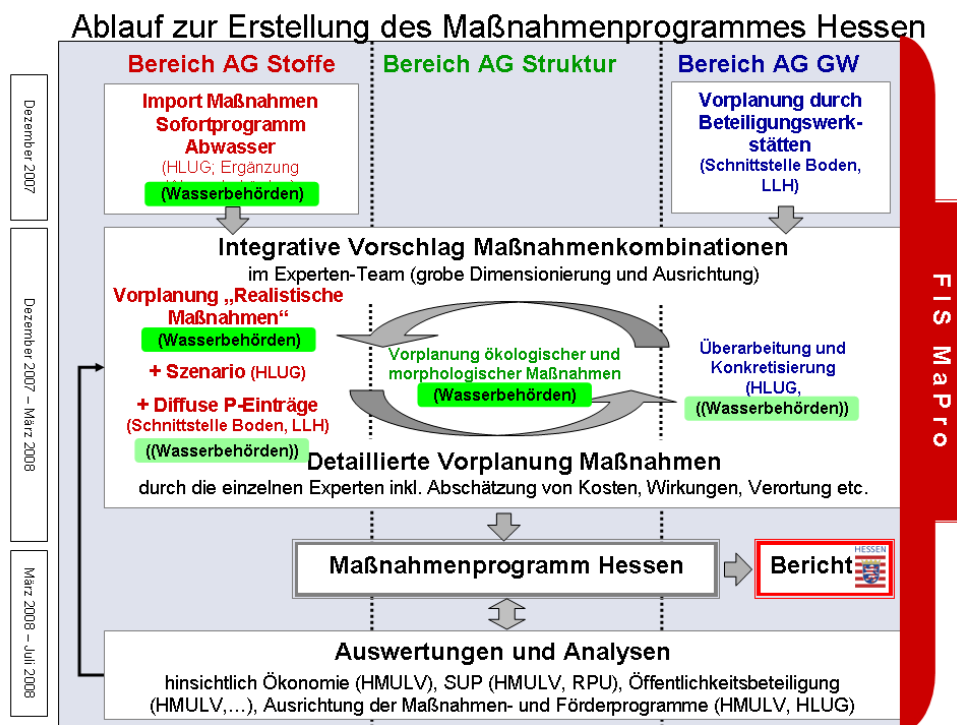 Ablauf zur Erstellung des Maßnahmenprogrammes Hessen
Bereich AG Stoffe
Bereich AG Struktur
Bereich AG GW
Dezember 2007
Import Maßnahmen
Sofortprogramm
Abwasser
(HLUG; Ergänzung
(Wasserbehörden)
Vorplanung durch
Beteiligungswerk-
stätten
(Schnittstelle Boden,
LLH)
Dezember 2007 – März 2008
Integrative Vorschlag Maßnahmenkombinationen
im Experten-Team (grobe Dimensionierung und Ausrichtung)
Vorplanung „Realistische
Maßnahmen“
(Wasserbehörden)
+ Szenario (HLUG)
+ Diffuse P-Einträge
(Schnittstelle Boden, LLH)
((Wasserbehörden))
Vorplanung ökologischer und
morphologischer Maßnahmen
(Wasserbehörden)
Überarbeitung und
Konkretisierung
(HLUG,
((Wasserbehörden))
Detaillierte Vorplanung Maßnahmen
durch die einzelnen Experten inkl. Abschätzung von Kosten, Wirkungen, Verortung etc.
FIS MaPro
März 2008 – Juli 2008
Maßnahmenprogramm Hessen
Bericht
HESSEN
Auswertungen und Analysen
hinsichtlich Ökonomie (HMULV), SUP (HMULV, RPU), Öffentlichkeitsbeteiligung
(HMULV,...), Ausrichtung der Maßnahmen- und Förderprogramme (HMULV, HLUG)